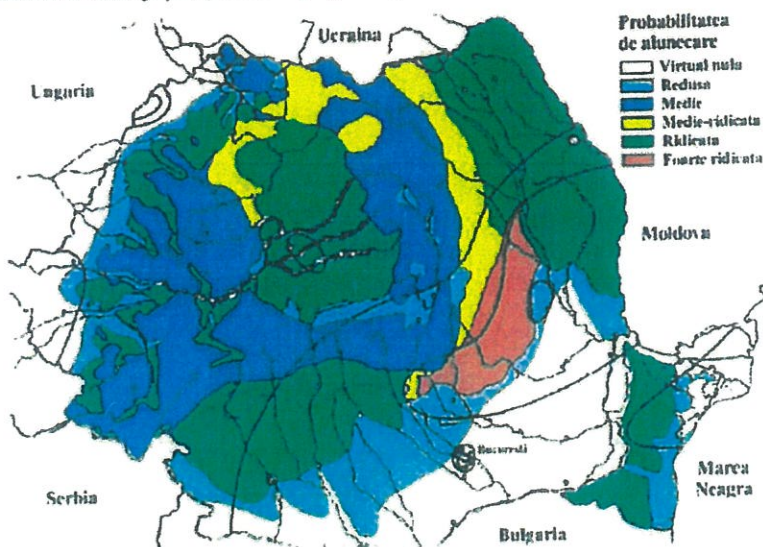 Ucraina
Ungaria
Probabilitatea
de alunecare
Virtual nula
Redusa
Medie
Medie-ridicata
Ridicata
Foarte ridicata
Moldova
Bucuresti
Serbia
Bulgaria
Marea
Neagra